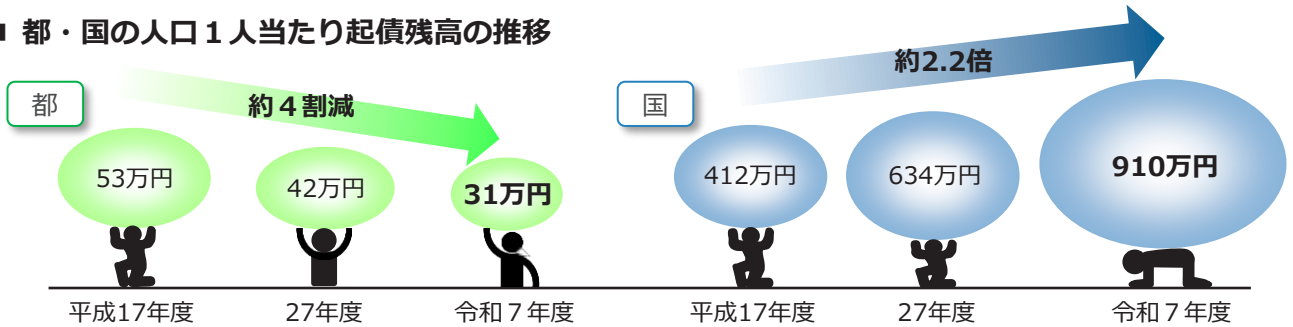 ■ 都・国の人口１人当たり起債残高の推移
都
約４割減
53万円
42万円
31万円
平成17年度
27年度
令和７年度
国
約2.2倍
412万円
634万円
910万円
平成17年度
27年度
令和７年度